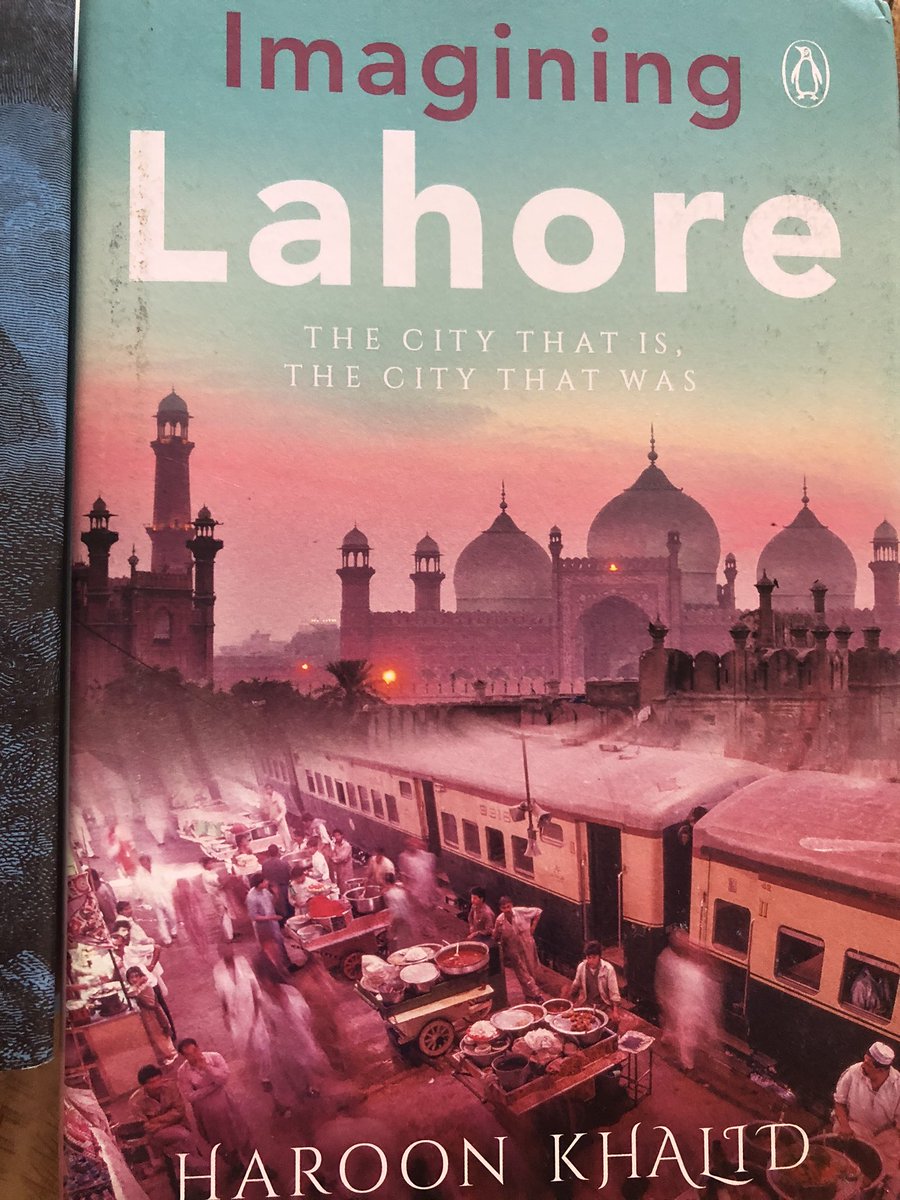 Imagining
Lahore
THE CITY THAT IS,
THE CITY THAT WAS
HAROON KHALID